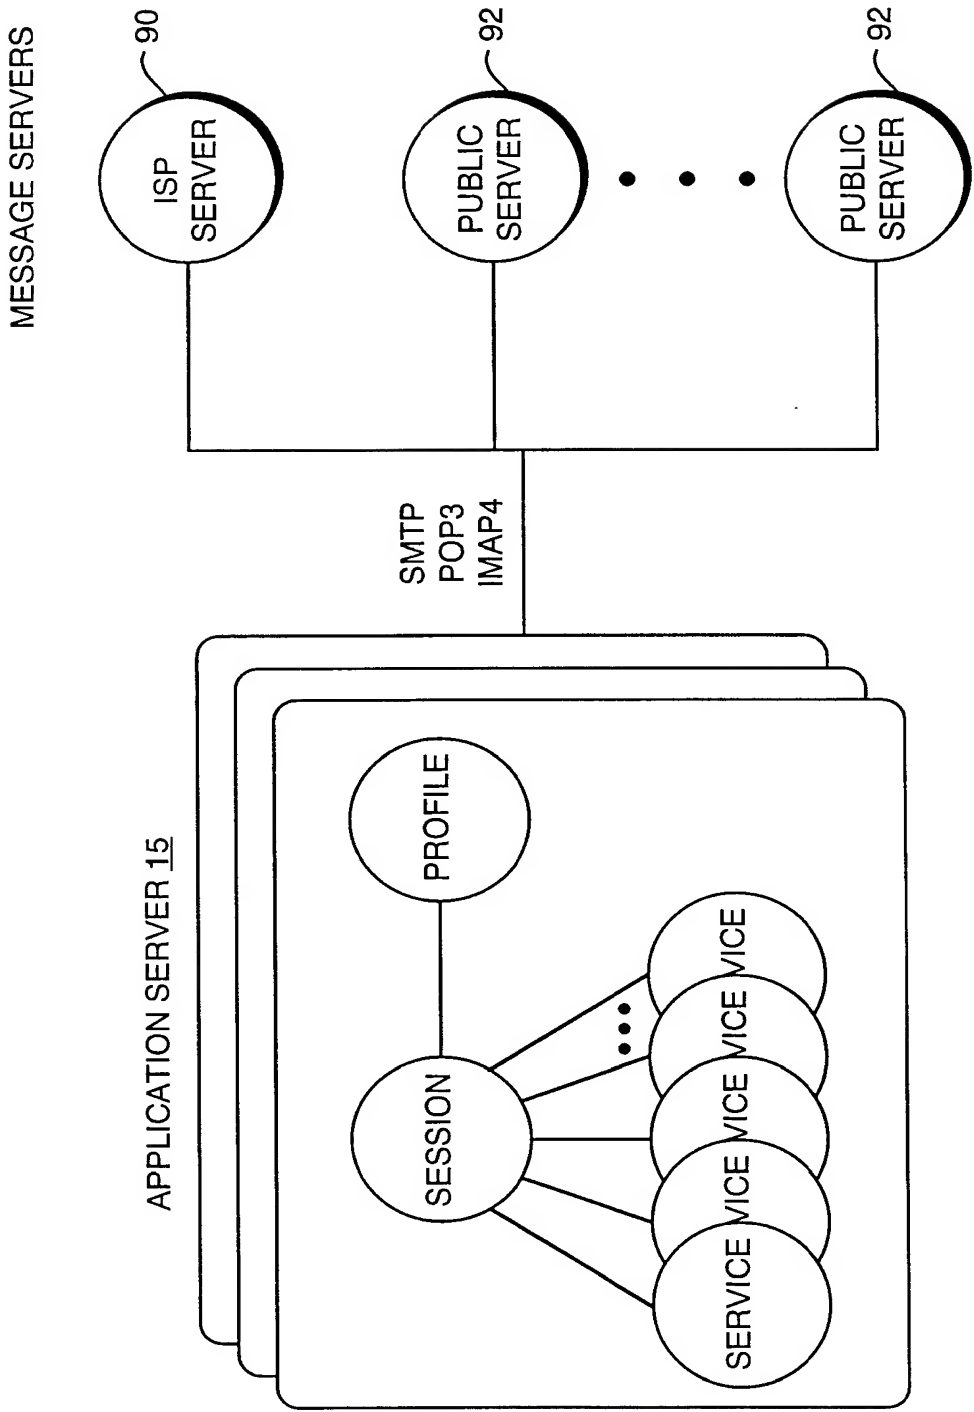 MESSAGE SERVERS
APPLICATION SERVER 15
90
ISP
SERVER
92
PUBLIC
SERVER
92
PUBLIC
SERVER
SMTP
POP3
IMAP4
PROFILE
SESSION
SERVICE
VICE
VICE
VICE
VICE